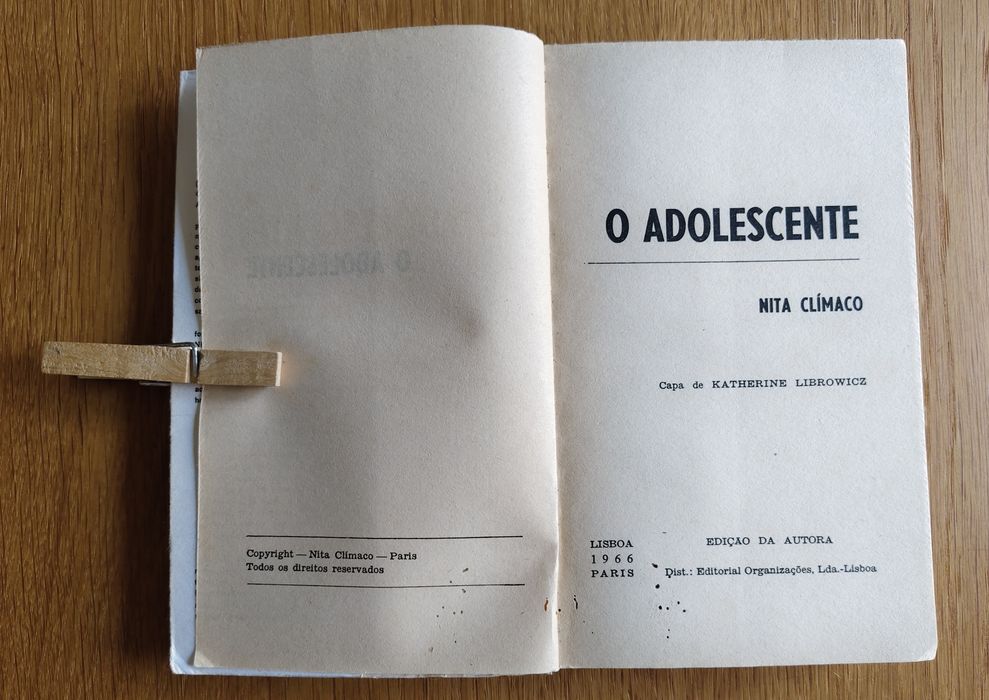 Copyright — Nita Clímaco — Paris
Todos os direitos reservados
O ADOLESCENTE
NITA CLÍMACO
Capa de KATHERINE LIBROWICZ
LISBOA
1966
PARIS
EDIÇÃO DA AUTORA
Dist.: Editorial Organizações, Lda.-Lisboa